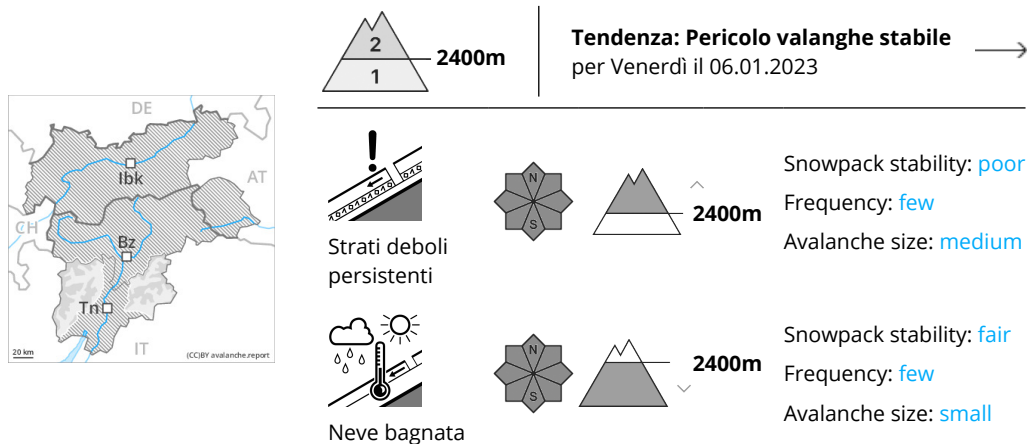 2
1
2400m
Tendenza: Pericolo valanghe stabile
per Venerdì il 06.01.2023
DE
AT
CH
IT
Ibk
Bz
Tn
20 km
(CC)BY avalanche.report
Strati deboli
persistenti
N
S
2400m
Snowpack stability: poor
Frequency: few
Avalanche size: medium
Neve bagnata
N
S
2400m
Snowpack stability: fair
Frequency: few
Avalanche size: small